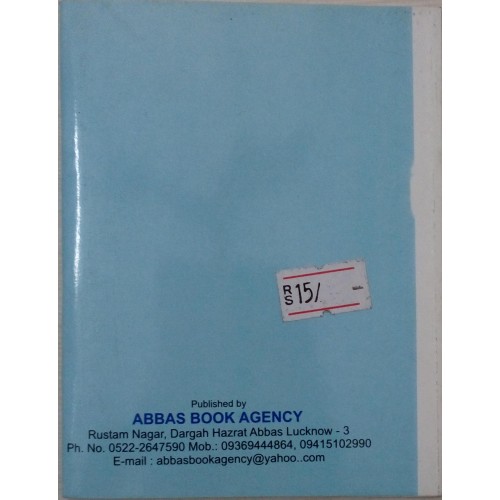 RS 15/
Published by
ABBAS BOOK AGENCY
Rustam Nagar, Dargah Hazrat Abbas Lucknow - 3
Ph. No. 0522-2647590 Mob.: 09369444864, 09415102990
E-mail : abbasbookagency@yahoo..com